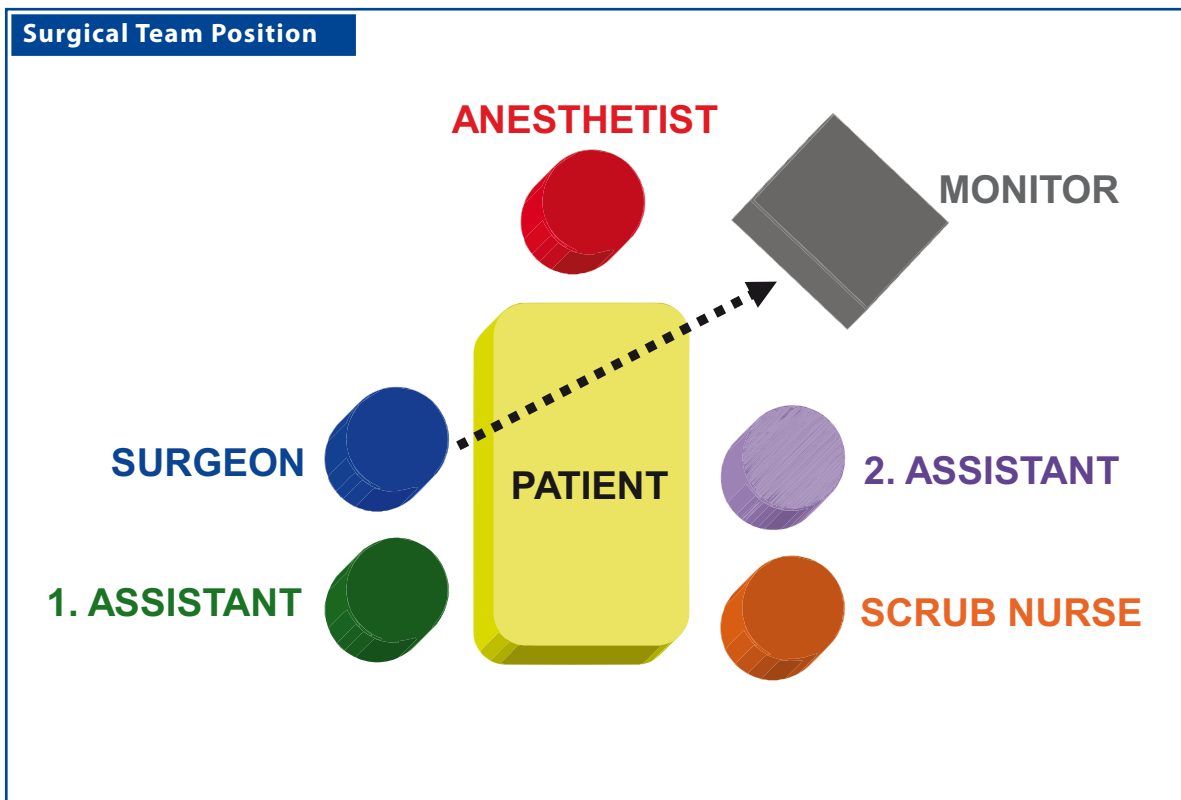 Surgical Team Position
ANESTHETIST
MONITOR
SURGEON
PATIENT
2. ASSISTANT
1. ASSISTANT
SCRUB NURSE